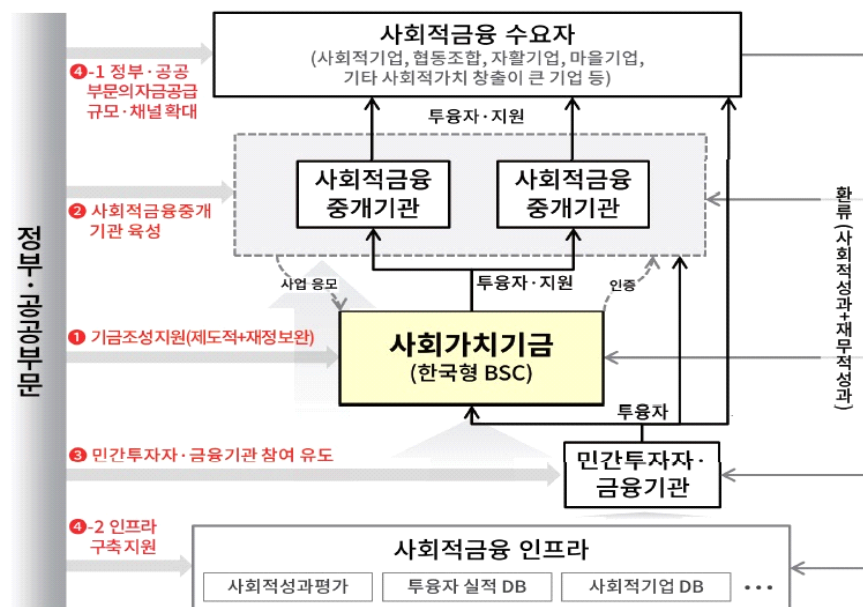 사회적금융 수요자
(사회적기업, 협동조합, 자활기업, 마을기업,
기타 사회적가치 창출이 큰 기업 등)
❹-1 정부·공공
부문의자금공급
규모·채널 확대
투융자·지원
사회적금융
중개기관
사회적금융
중개기관
❷ 사회적금융중개
기관 육성
정부·공공부문
환류 (사회적성과+재무적성과)
사업 응모
투융자·지원
인증
❶ 기금조성지원(제도적+재정보완)
사회가치기금
(한국형 BSC)
투융자
❸ 민간투자자·금융기관 참여 유도
민간투자자·
금융기관
❹-2 인프라
구축지원
사회적금융 인프라
사회적성과평가
투융자 실적 DB
사회적기업 DB
•••